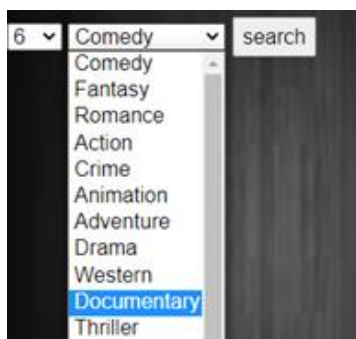 6 Comedy search
Comedy
Fantasy
Romance
Action
Crime
Animation
Adventure
Drama
Western
Documentary
Thriller